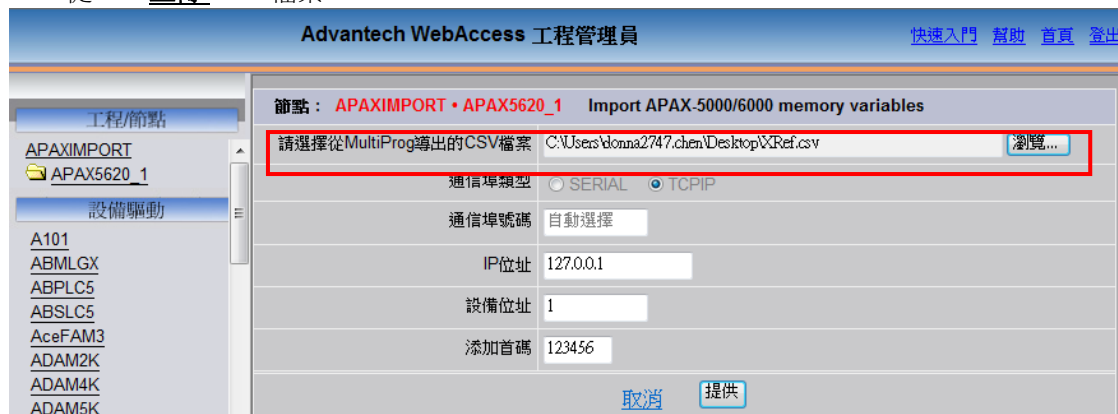 Advantech WebAccess 工程管理員
快速入門 幫助 首頁 登出
工程/節點
APAXIMPORT
APAX5620_1
設備驅動
A101
ABMLGX
ABPLC5
ABSLC5
AceFAM3
ADAM2K
ADAM4K
ADAM5K
節點： APAXIMPORT • APAX5620_1 Import APAX-5000/6000 memory variables
請選擇從MultiProg導出的CSV檔案 C:\Users\donna2747.chen\Desktop\XRef.csv 瀏覽...
通信埠類型 SERIAL TCPIP
通信埠號碼 自動選擇
IP位址 127.0.0.1
設備位址 1
添加首碼 123456
取消 提供